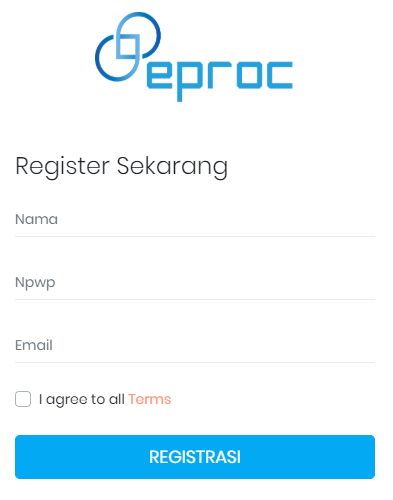 eproc
Register Sekarang
Nama
Npwp
Email
I agree to all Terms
REGISTRASI